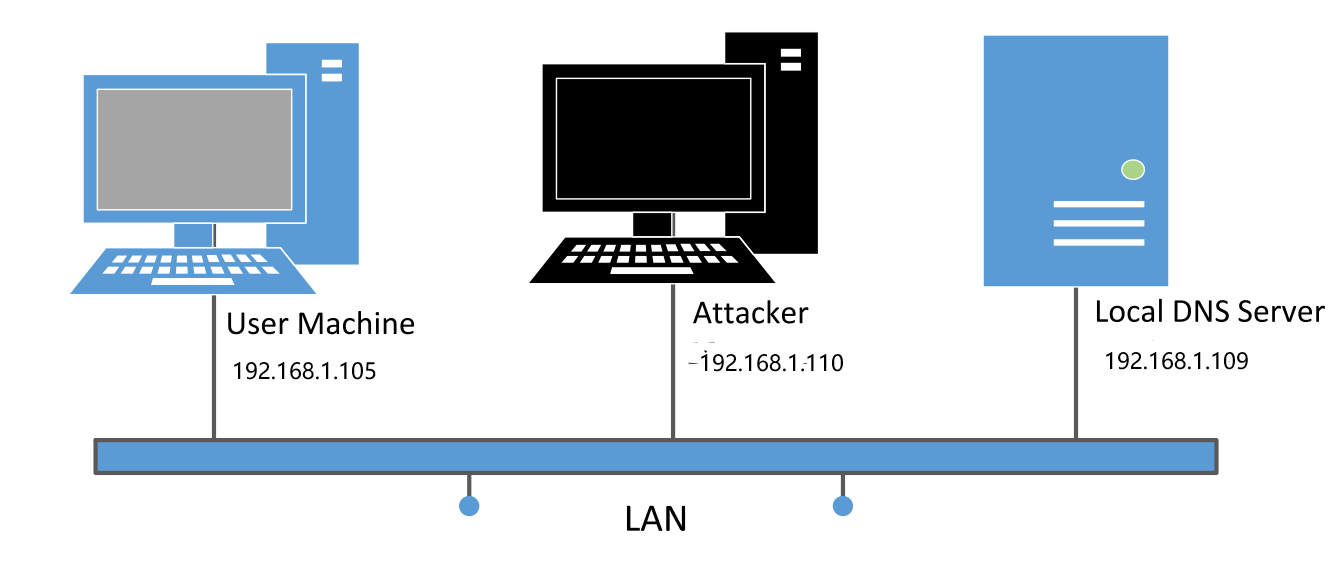 User Machine
192.168.1.105
Attacker
192.168.1.110
Local DNS Server
192.168.1.109
LAN